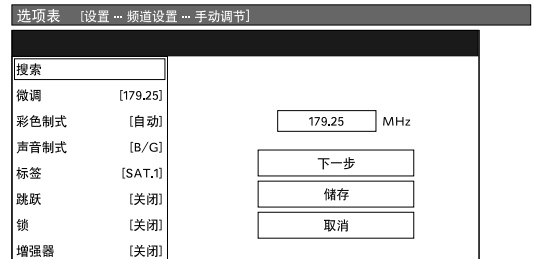 选项表 [设置 ... 频道设置 ... 手动调节]
搜索
微调 [179.25]
彩色制式 [自动]
声音制式 [B/G]
标签 [SAT.1]
跳跃 [关闭]
锁 [关闭]
增强器 [关闭]
179.25 MHz
下一步
储存
取消